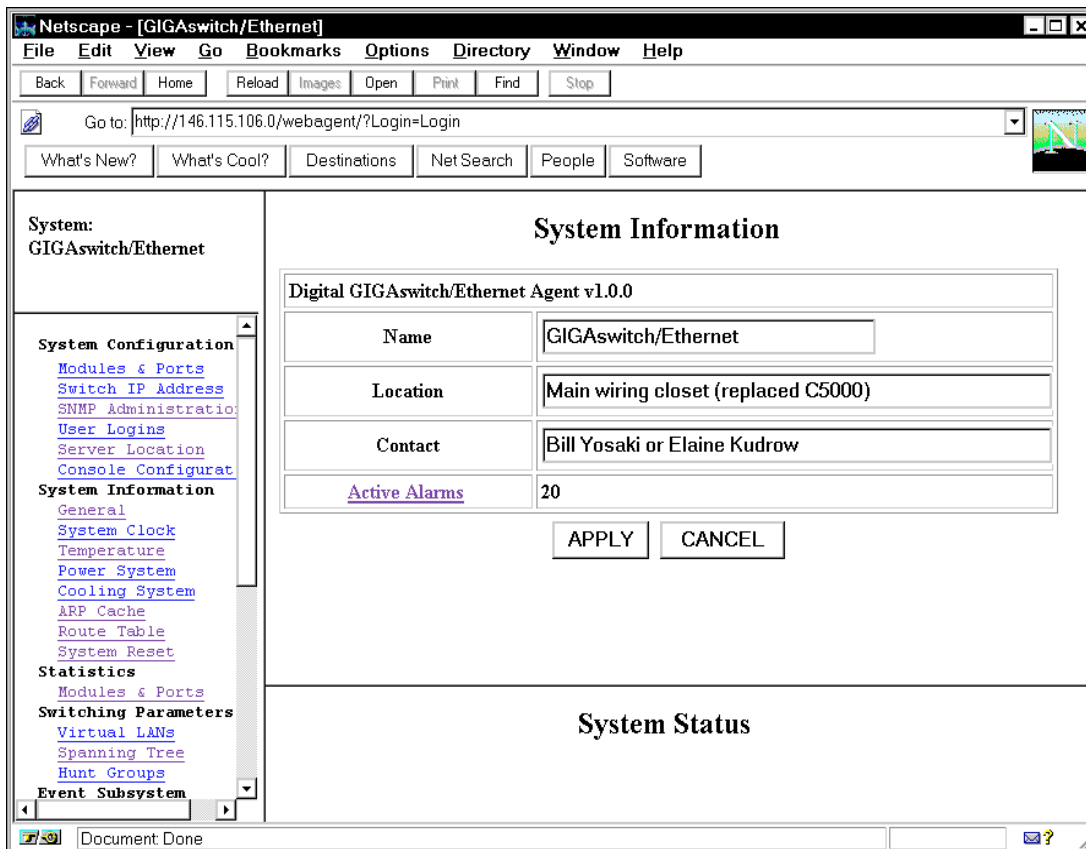 Netscape - [GIGAswitch/Ethernet]
File Edit View Go Bookmarks Options Directory Window Help
Back Forward Home Reload Images Open Print Find Stop
Go to: http://146.115.106.0/webagent/?Login=Login
What's New? What's Cool? Destinations Net Search People Software
System:
GIGAswitch/Ethernet
System Configuration
Modules & Ports
Switch IP Address
SNMP Administratio
User Logins
Server Location
Console Configurat
System Information
General
System Clock
Temperature
Power System
Cooling System
ARP Cache
Route Table
System Reset
Statistics
Modules & Ports
Switching Parameters
Virtual LANs
Spanning Tree
Hunt Groups
Event Subsystem
System Information
Digital GIGAswitch/Ethernet Agent v1.0.0
Name GIGAswitch/Ethernet
Location Main wiring closet (replaced C5000)
Contact Bill Yosaki or Elaine Kudrow
Active Alarms 20
APPLY CANCEL
System Status
Document: Done